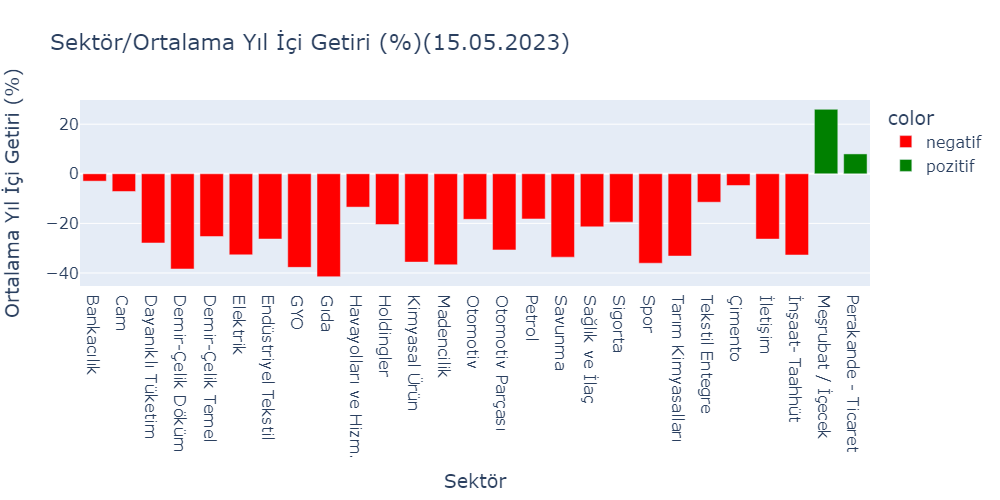 Sektör/Ortalama Yıl İçi Getiri (%)(15.05.2023)
Ortalama Yıl İçi Getiri (%)
20
0
−20
−40
Bankacılık
Cam
Dayanıklı Tüketim
Demir-Çelik Döküm
Demir-Çelik Temel
Elektrik
Endüstriyel Tekstil
GYO
Gıda
Havayolları ve Hizm.
Holdingler
Kimyasal Ürün
Madencilik
Otomotiv
Otomotiv Parçası
Petrol
Savunma
Sağlık ve İlaç
Sigorta
Spor
Tarım Kimyasalları
Tekstil Entegre
Çimento
İletişim
İnşaat- Taahhüt
Meşrubat / İçecek
Perakande - Ticaret
Sektör
color
negatif
pozitif